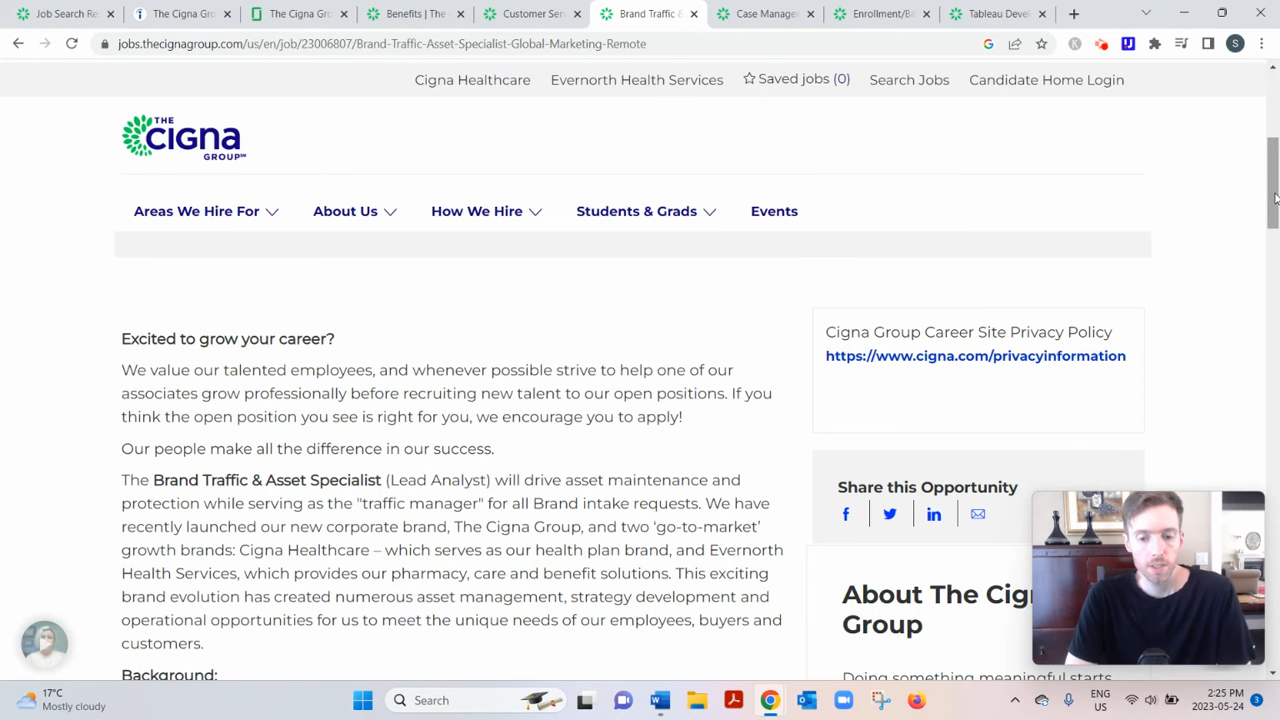 Job Search Re
The Cigna Gro
The Cigna Gro
Benefits | The
Customer Ser
Brand Traffic &
Case Manage
Enrollment/Bi
Tableau Devel
jobs.thecignagroup.com/us/en/job/23006807/Brand-Traffic-Asset-Specialist-Global-Marketing-Remote
S
Cigna Healthcare Evernorth Health Services Saved jobs (0) Search Jobs Candidate Home Login
THE
cigna
GROUP
Areas We Hire For About Us How We Hire Students & Grads Events
Excited to grow your career?
We value our talented employees, and whenever possible strive to help one of our
associates grow professionally before recruiting new talent to our open positions. If you
think the open position you see is right for you, we encourage you to apply!
Our people make all the difference in our success.
The Brand Traffic & Asset Specialist (Lead Analyst) will drive asset maintenance and
protection while serving as the "traffic manager" for all Brand intake requests. We have
recently launched our new corporate brand, The Cigna Group, and two ‘go-to-market’
growth brands: Cigna Healthcare – which serves as our health plan brand, and Evernorth
Health Services, which provides our pharmacy, care and benefit solutions. This exciting
brand evolution has created numerous asset management, strategy development and
operational opportunities for us to meet the unique needs of our employees, buyers and
customers.
Background:
Cigna Group Career Site Privacy Policy
https://www.cigna.com/privacyinformation
Share this Opportunity
About The Cig
Group
Doing something meaningful starts
17°C
Mostly cloudy
Search
ENG
CMS
2:25 PM
2023-05-24
3